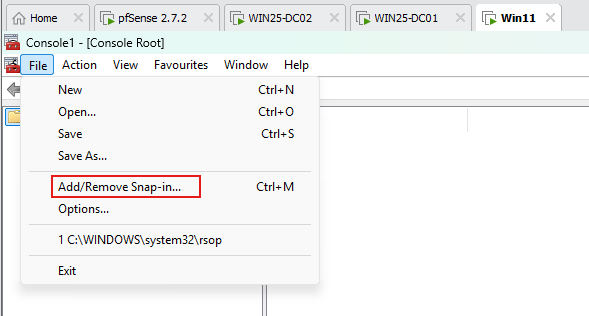 Home pfSense 2.7.2 WIN25-DC02 WIN25-DC01 Win11
Console1 - [Console Root]
File Action View Favourites Window Help
New Ctrl+N
Open... Ctrl+O
Save Ctrl+S
Save As...
Add/Remove Snap-in... Ctrl+M
Options...
1 C:\WINDOWS\system32\rsop
Exit